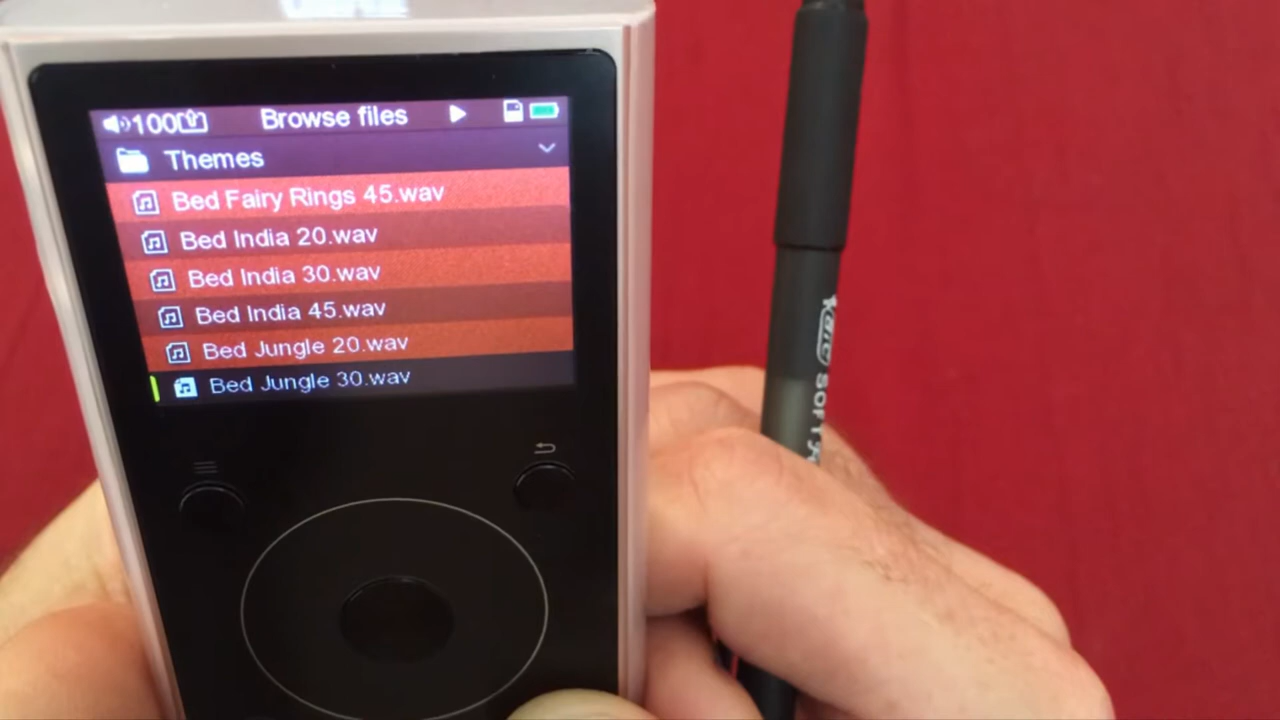 100 Browse files
Themes
Bed Fairy Rings 45.wav
Bed India 20.wav
Bed India 30.wav
Bed India 45.wav
Bed Jungle 20.wav
Bed Jungle 30.wav
SOFT